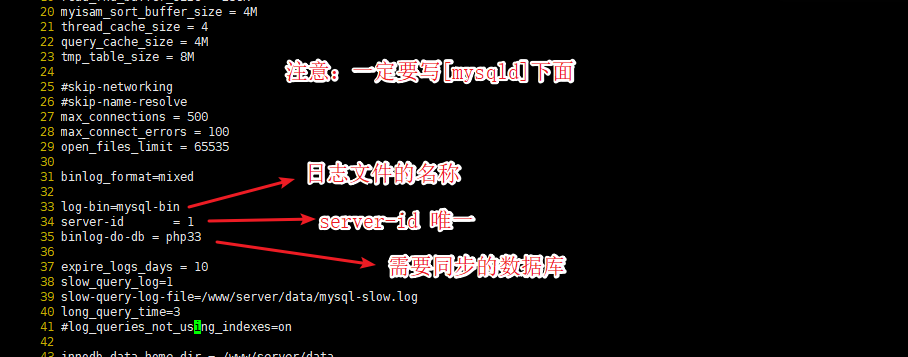 20 myisam_sort_buffer_size = 4M
21 thread_cache_size = 4
22 query_cache_size = 4M
23 tmp_table_size = 8M
24
注意：一定要写[mysqld]下面
25 #skip-networking
26 #skip-name-resolve
27 max_connections = 500
28 max_connect_errors = 100
29 open_files_limit = 65535
30
31 binlog_format=mixed
日志文件的名称
32
33 log-bin=mysql-bin
34 server-id       = 1
server-id 唯一
35 binlog-do-db = php33
36
需要同步的数据库
37 expire_logs_days = 10
38 slow_query_log=1
39 slow-query-log-file=/www/server/data/mysql-slow.log
40 long_query_time=3
41 #log_queries_not_using_indexes=on
42
43 innodb_data_home_dir = /www/server/data